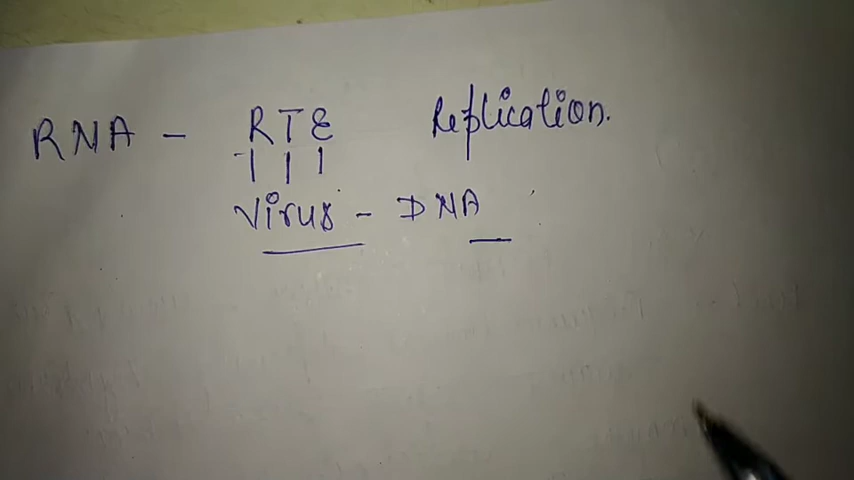 RNA - RTE Replication.
Virus - DNA